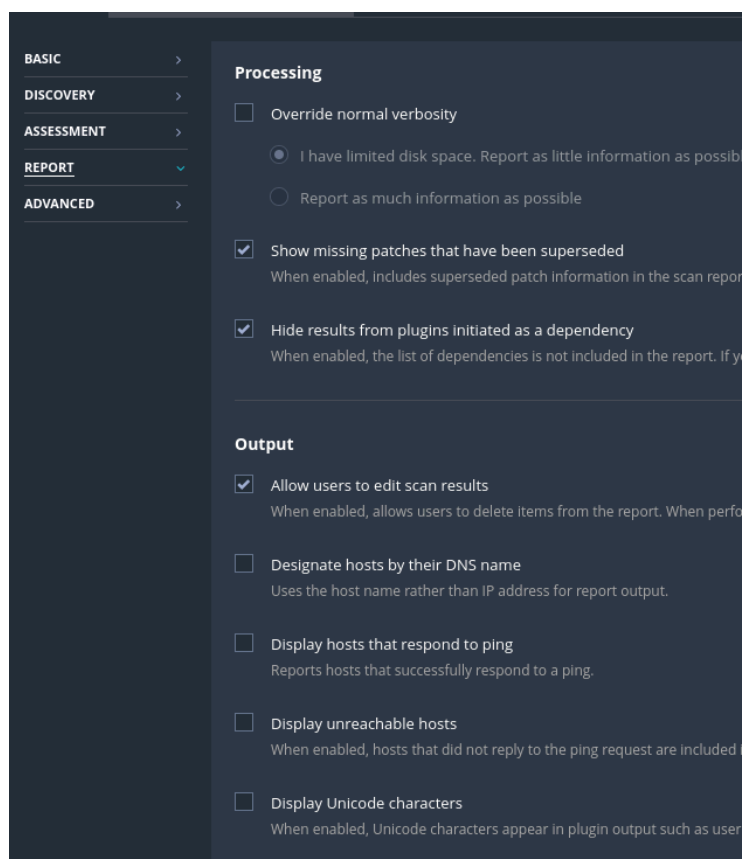 BASIC
DISCOVERY
ASSESSMENT
REPORT
ADVANCED
Processing
Override normal verbosity
I have limited disk space. Report as little information as
Report as much information as possible
Show missing patches that have been superseded
When enabled, includes superseded patch information in the scan
Hide results from plugins initiated as a dependency
When enabled, the list of dependencies is not included in the report. If
Output
Allow users to edit scan results
When enabled, allows users to delete items from the report. When
Designate hosts by their DNS name
Uses the host name rather than IP address for report output.
Display hosts that respond to ping
Reports hosts that successfully respond to a ping.
Display unreachable hosts
When enabled, hosts that did not reply to the ping request are included
Display Unicode characters
When enabled, Unicode characters appear in plugin output such as user